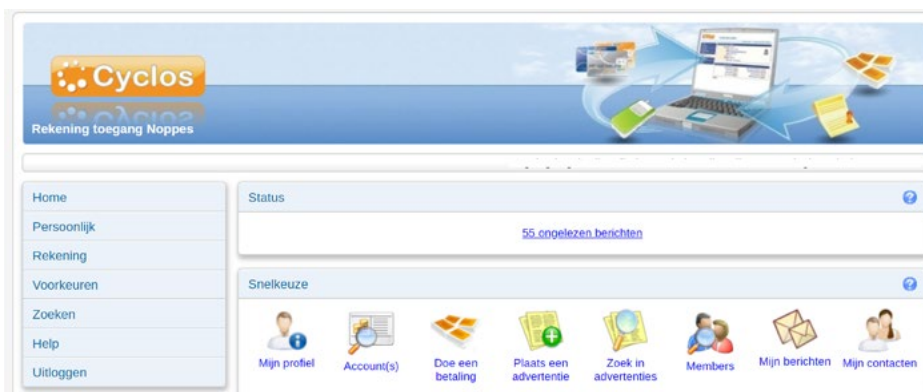 Cyclos
Rekening toegang Noppes
Home
Persoonlijk
Rekening
Voorkeuren
Zoeken
Help
Uitloggen
Status
55 ongelezen berichten
Snelkeuze
Mijn profiel
Account(s)
Doe een
betaling
Plaats een
advertentie
Zoek in
advertenties
Members
Mijn berichten
Mijn contacten